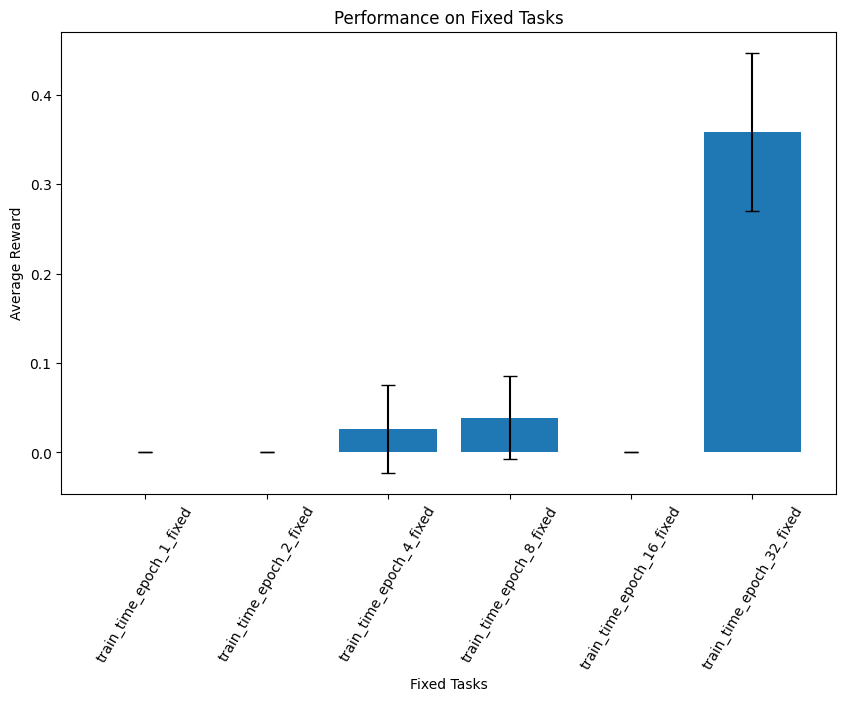 Performance on Fixed Tasks
Average Reward
0.4
0.3
0.2
0.1
0.0
train_time_epoch_1_fixed
train_time_epoch_2_fixed
train_time_epoch_4_fixed
train_time_epoch_8_fixed
train_time_epoch_16_fixed
train_time_epoch_32_fixed
Fixed Tasks